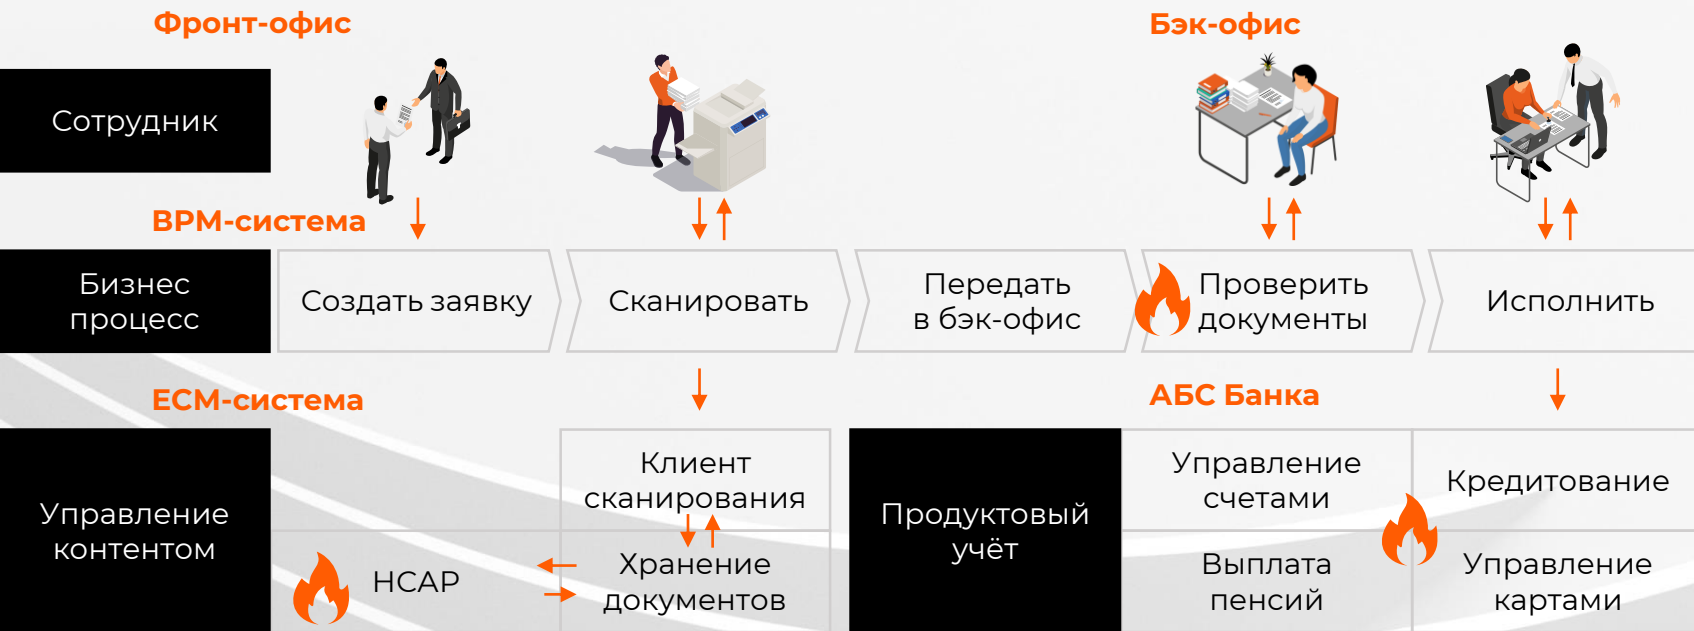 Фронт-офис
Бэк-офис
Сотрудник
BPM-система
Бизнес
процесс
Создать заявку
Сканировать
Передать
в бэк-офис
Проверить
документы
Исполнить
ECM-система
АБС Банка
Управление
контентом
Клиент
сканирования
HCAP
Хранение
документов
Продуктовый
учёт
Управление
счетами
Кредитование
Выплата
пенсий
Управление
картами